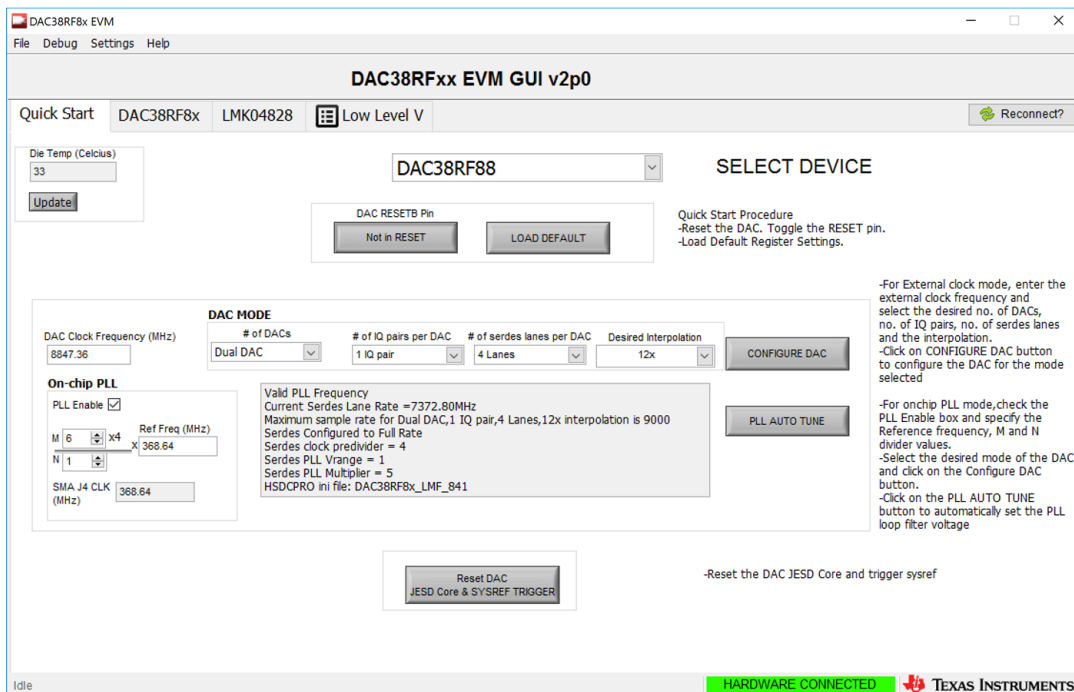 DAC38RF8x EVM
File Debug Settings Help
DAC38RFxx EVM GUI v2p0
Quick Start DAC38RF8x LMK04828 Low Level V Reconnect?
Die Temp (Celcius)
33
Update
DAC38RF88
SELECT DEVICE
DAC RESETB Pin
Not in RESET LOAD DEFAULT
Quick Start Procedure
-Reset the DAC. Toggle the RESET pin.
-Load Default Register Settings.
DAC MODE
DAC Clock Frequency (MHz) # of DACs # of IQ pairs per DAC # of serdes lanes per DAC Desired Interpolation
8847.36 Dual DAC 1 IQ pair 4 Lanes 12x CONFIGURE DAC
On-chip PLL
PLL Enable
M 6 x4 Ref Freq (MHz)
x 368.64
N 1
SMA J4 CLK
(MHz)
368.64
Valid PLL Frequency
Current Serdes Lane Rate =7372.80MHz
Maximum sample rate for Dual DAC,1 IQ pair,4 Lanes,12x interpolation is 9000
Serdes Configured to Full Rate
Serdes clock predivider = 4
Serdes PLL Vrange = 1
Serdes PLL Multiplier = 5
HSDCPRO ini file: DAC38RF8x_LMF_841
PLL AUTO TUNE
-For External clock mode, enter the
external clock frequency and
select the desired no. of DACs,
no. of IQ pairs, no. of serdes lanes
and the interpolation.
-Click on CONFIGURE DAC button
to configure the DAC for the mode
selected
-For onchip PLL mode,check the
PLL Enable box and specify the
Reference frequency, M and N
divider values.
-Select the desired mode of the DAC
and click on the Configure DAC
button.
-Click on the PLL AUTO TUNE
button to automatically set the PLL
loop filter voltage
Reset DAC
JESD Core & SYSREF TRIGGER
-Reset the DAC JESD Core and trigger sysref
Idle HARDWARE CONNECTED TEXAS INSTRUMENTS